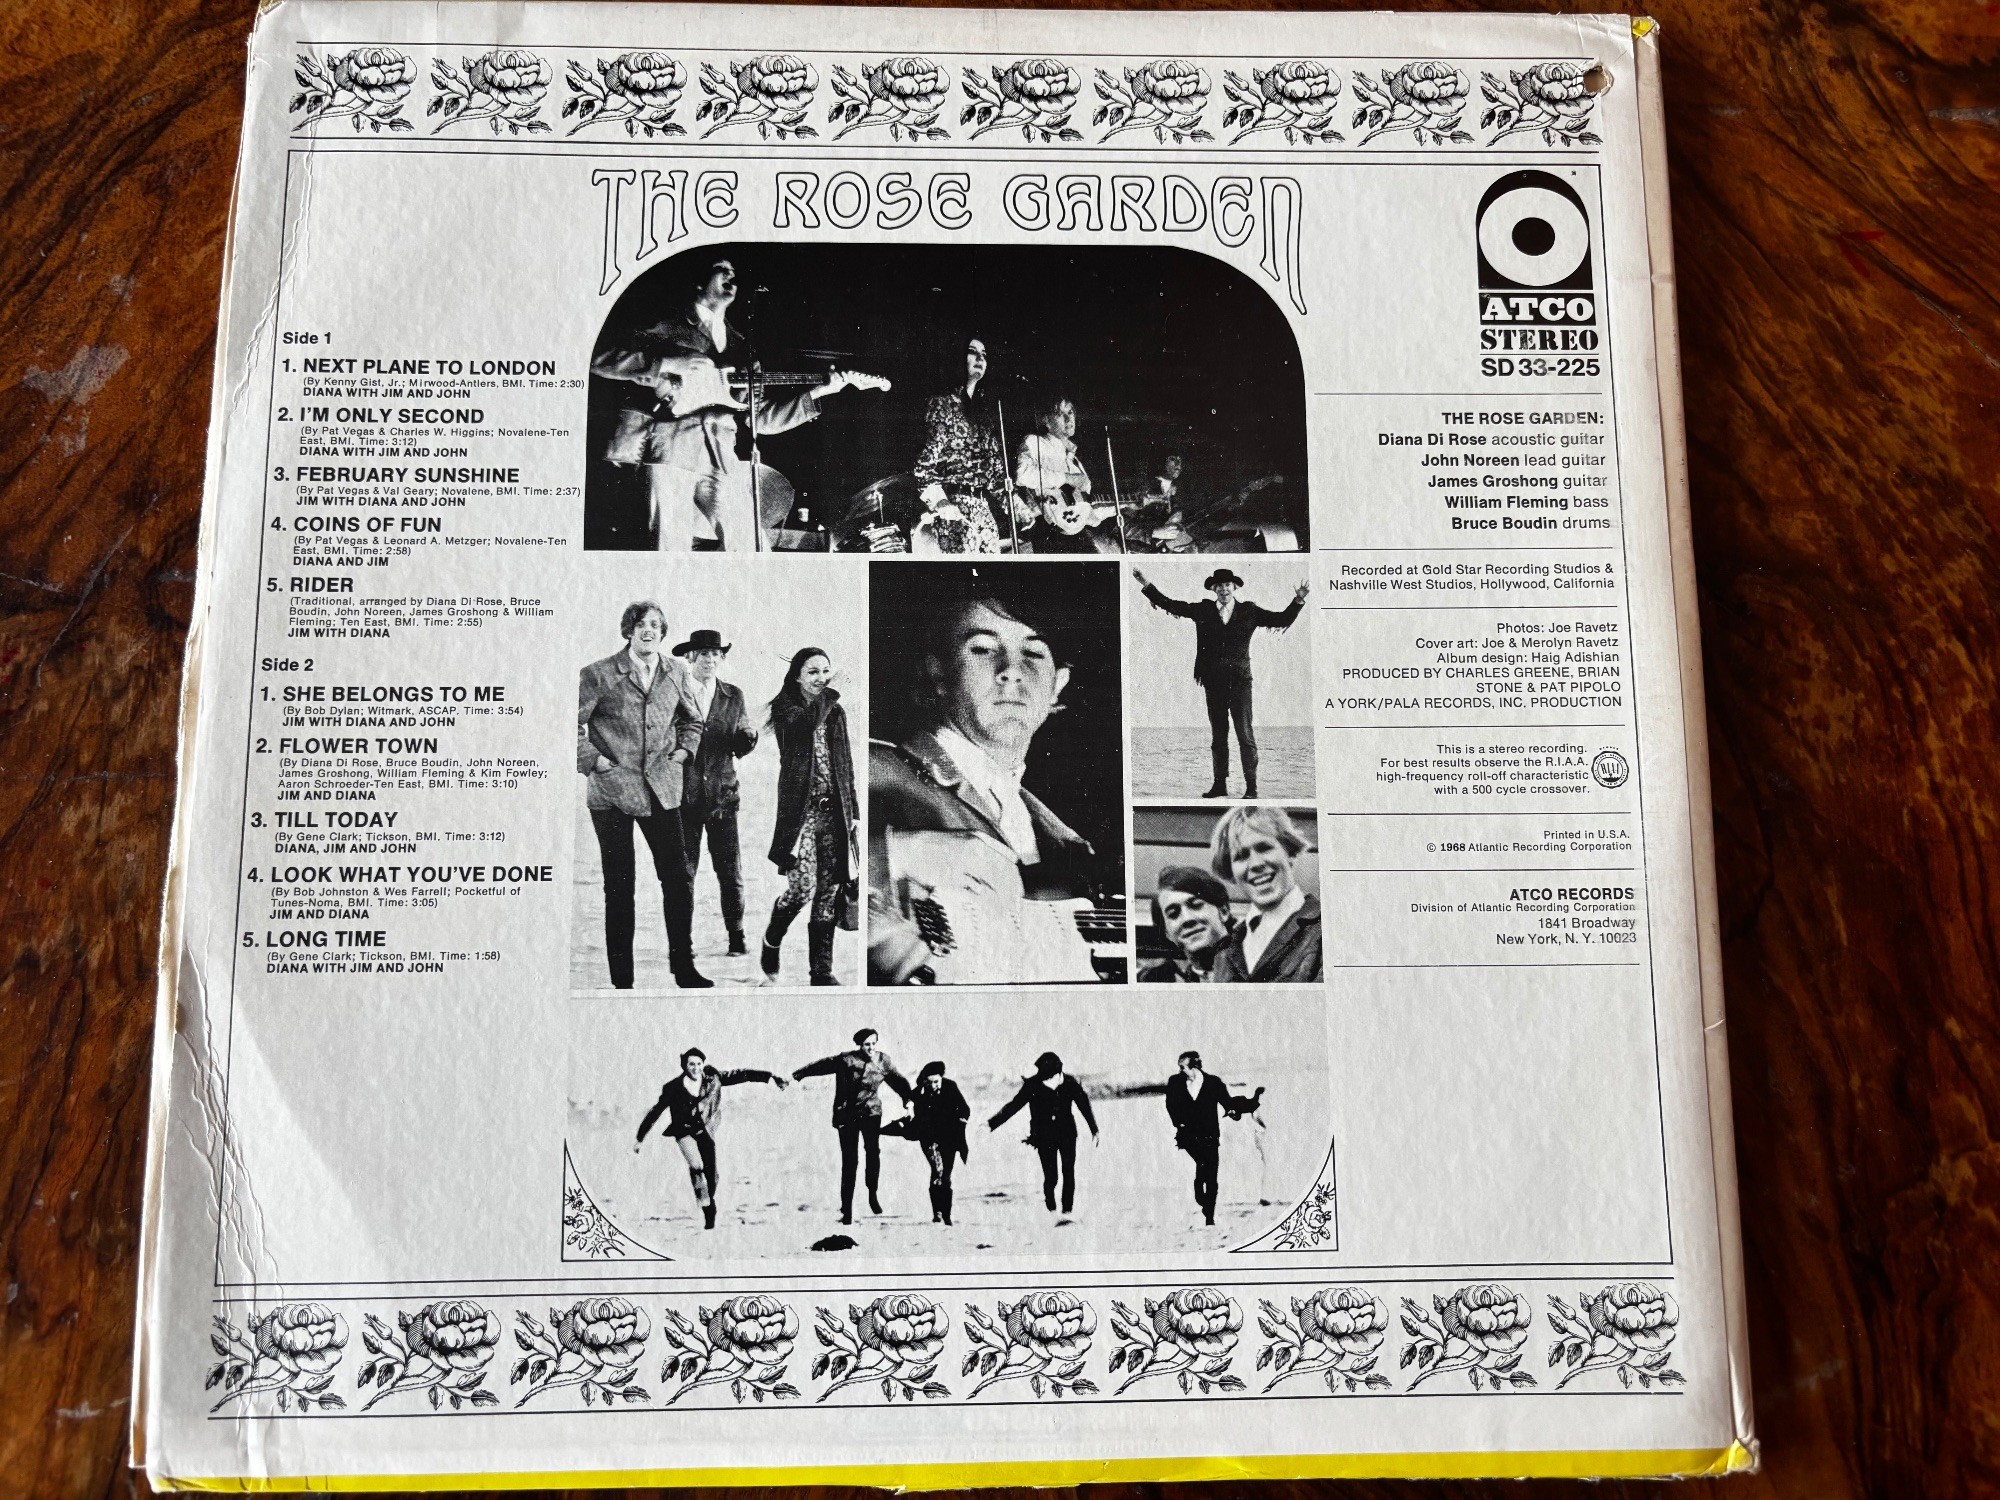 THE ROSE GARDEN
Side 1
1. NEXT PLANE TO LONDON
(By Kenny Gist, Jr.; Mirwood-Antlers, BMI. Time: 2:30)
DIANA WITH JIM AND JOHN
2. I'M ONLY SECOND
(By Pat Vegas & Charles W. Higgins; Novalene-Ten
East, BMI. Time: 3:12)
DIANA WITH JIM AND JOHN
3. FEBRUARY SUNSHINE
(By Pat Vegas & Val Geary; Novalene, BMI. Time: 2:37)
JIM WITH DIANA AND JOHN
4. COINS OF FUN
(By Pat Vegas & Leonard A. Metzger; Novalene-Ten
East, BMI. Time: 2:58)
DIANA AND JIM
5. RIDER
(Traditional, arranged by Diana Di Rose, Bruce
Boudin, John Noreen, James Groshong & William
Fleming; Ten East, BMI. Time: 2:55)
JIM WITH DIANA
Side 2
1. SHE BELONGS TO ME
(By Bob Dylan; Witmark, ASCAP. Time: 3:54)
JIM WITH DIANA AND JOHN
2. FLOWER TOWN
(By Diana Di Rose, Bruce Boudin, John Noreen,
James Groshong, William Fleming & Kim Fowley;
Aaron Schroeder-Ten East, BMI. Time: 3:10)
JIM AND DIANA
3. TILL TODAY
(By Gene Clark; Tickson, BMI. Time: 3:12)
DIANA, JIM AND JOHN
4. LOOK WHAT YOU'VE DONE
(By Bob Johnston & Wes Farrell; Pocketful of
Tunes-Noma, BMI. Time: 3:05)
JIM AND DIANA
5. LONG TIME
(By Gene Clark; Tickson, BMI. Time: 1:58)
DIANA WITH JIM AND JOHN
ATCO
STEREO
SD 33-225
THE ROSE GARDEN:
Diana Di Rose acoustic guitar
John Noreen lead guitar
James Groshong guitar
William Fleming bass
Bruce Boudin drums
Recorded at Gold Star Recording Studios &
Nashville West Studios, Hollywood, California
Photos: Joe Ravetz
Cover art: Joe & Merolyn Ravetz
Album design: Haig Adishian
PRODUCED BY CHARLES GREENE, BRIAN
STONE & PAT PIPOLO
A YORK/PALA RECORDS, INC. PRODUCTION
This is a stereo recording.
For best results observe the R.I.A.A.
high-frequency roll-off characteristic
with a 500 cycle crossover.
Printed in U.S.A.
© 1968 Atlantic Recording Corporation
ATCO RECORDS
Division of Atlantic Recording Corporation
1841 Broadway
New York, N. Y. 10023